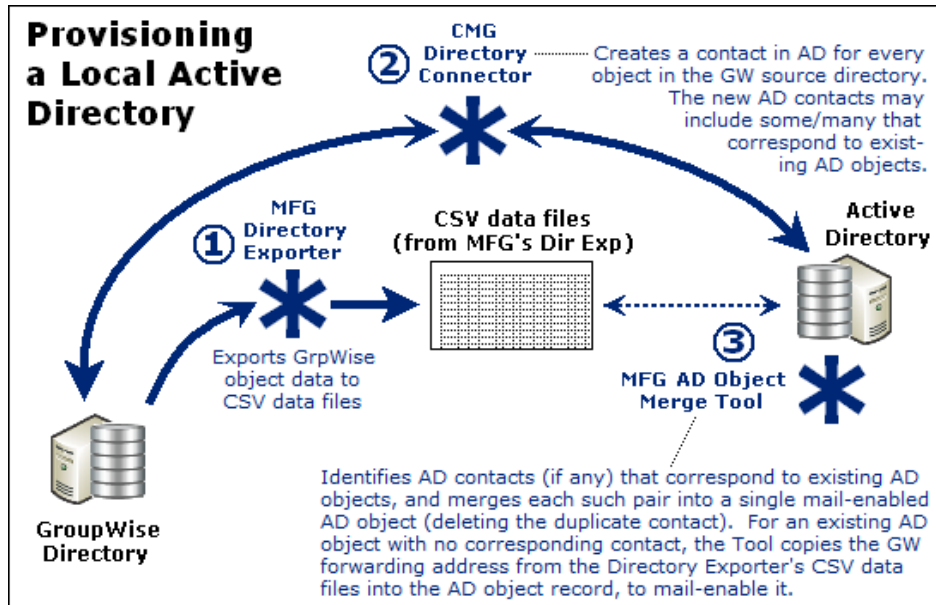 Provisioning
a Local Active
Directory
2
CMG
Directory
Connector
Creates a contact in AD for every
object in the GW source directory.
The new AD contacts may
include some/many that
correspond to exist-
ing AD objects.
1
MFG
Directory
Exporter
CSV data files
(from MFG's Dir Exp)
Active
Directory
Exports GrpWise
object data to
CSV data files
3
MFG AD Object
Merge Tool
GroupWise
Directory
Identifies AD contacts (if any) that correspond to existing AD
objects, and merges each such pair into a single mail-enabled
AD object (deleting the duplicate contact).  For an existing AD
object with no corresponding contact, the Tool copies the GW
forwarding address from the Directory Exporter's CSV data
files into the AD object record, to mail-enable it.